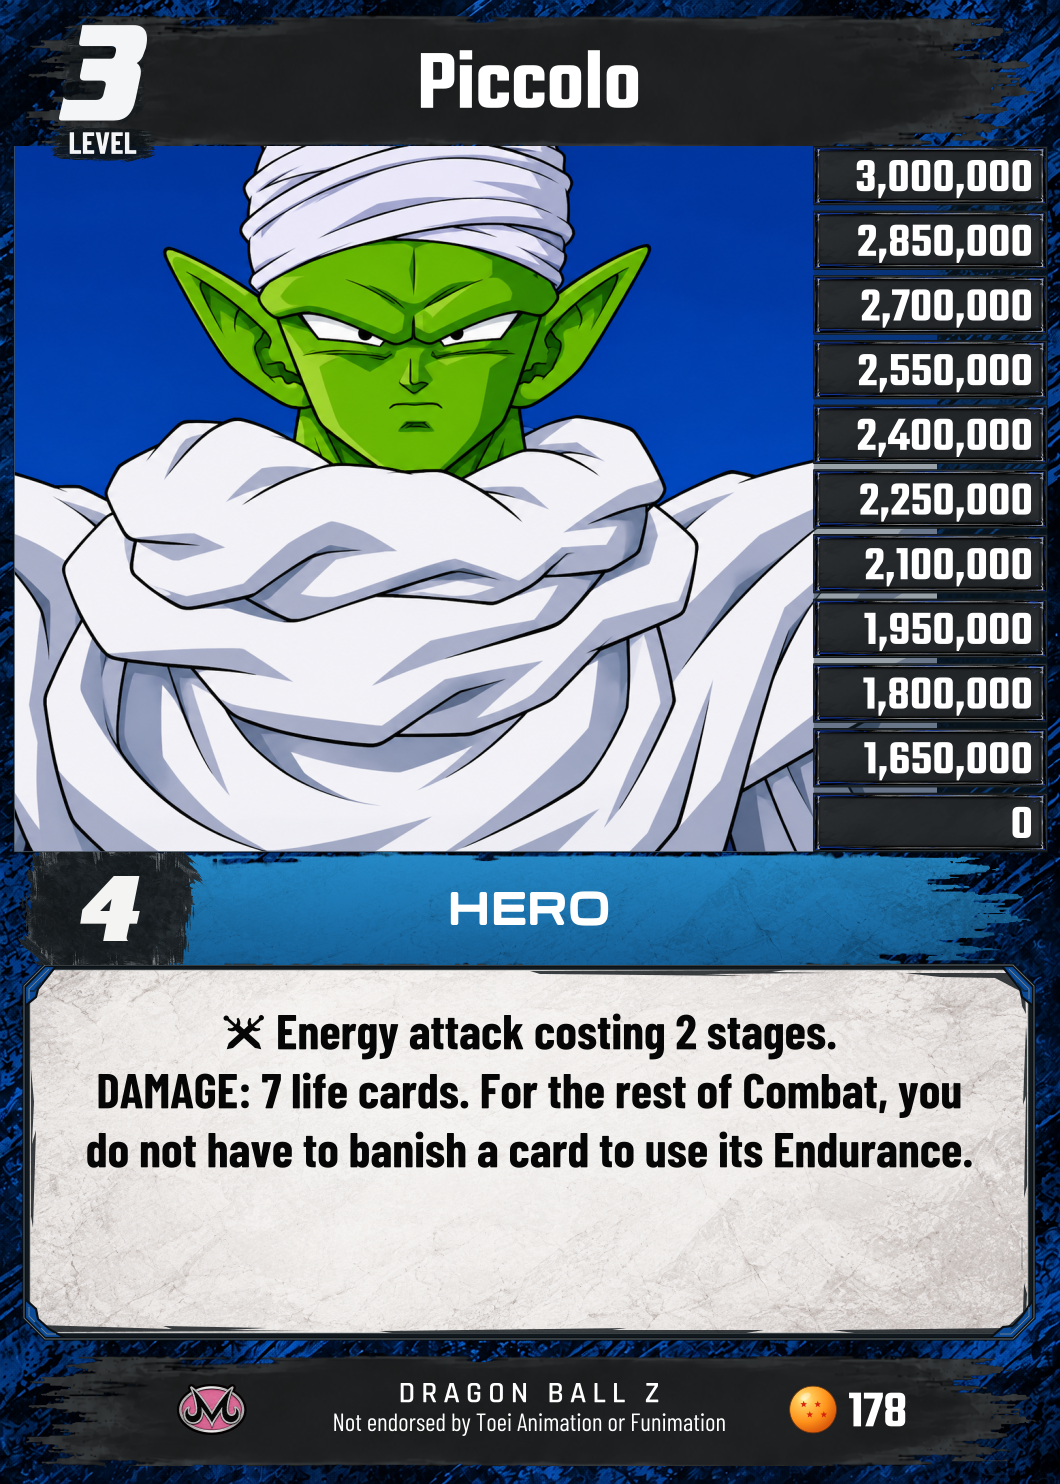 3
LEVEL
Piccolo
3,000,000
2,850,000
2,700,000
2,550,000
2,400,000
2,250,000
2,100,000
1,950,000
1,800,000
1,650,000
0
4
HERO
Energy attack costing 2 stages.
DAMAGE: 7 life cards. For the rest of Combat, you
do not have to banish a card to use its Endurance.
DRAGON BALL Z
Not endorsed by Toei Animation or Funimation
178